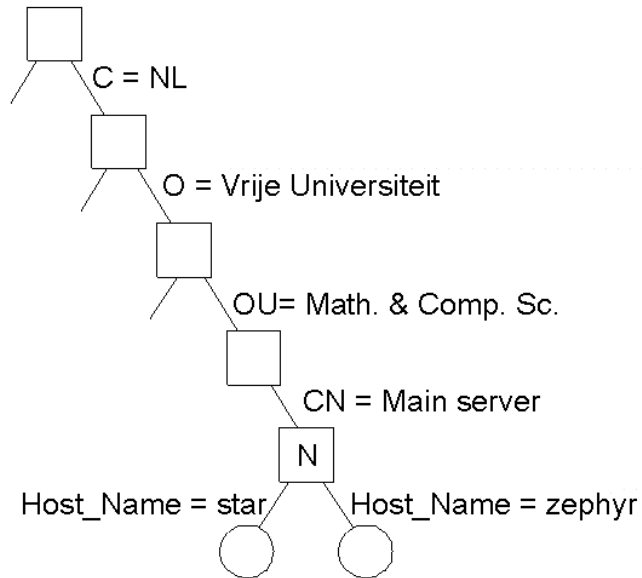 C = NL
O = Vrije Universiteit
OU= Math. & Comp. Sc.
CN = Main server
N
Host_Name = star Host_Name = zephyr